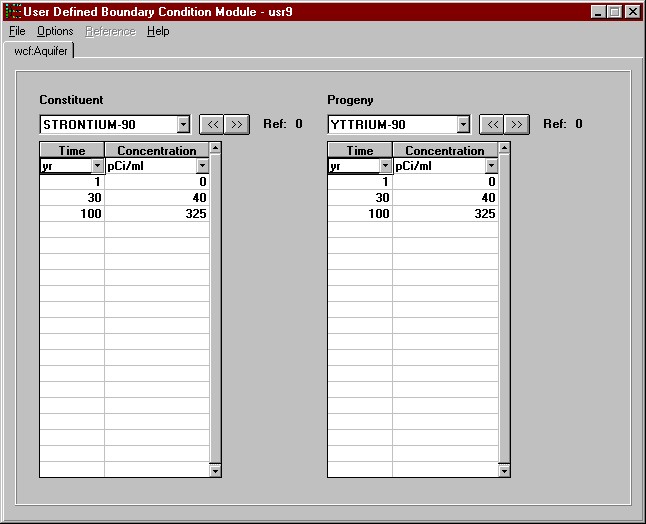 User Defined Boundary Condition Module - usr9
File Options Reference Help
wcf:Aquifer
Constituent Progeny
STRONTIUM-90 << >> Ref: 0 YTTRIUM-90 << >> Ref: 0
Time Concentration Time Concentration
yr pCi/ml yr pCi/ml
1 0 1 0
30 40 30 40
100 325 100 325